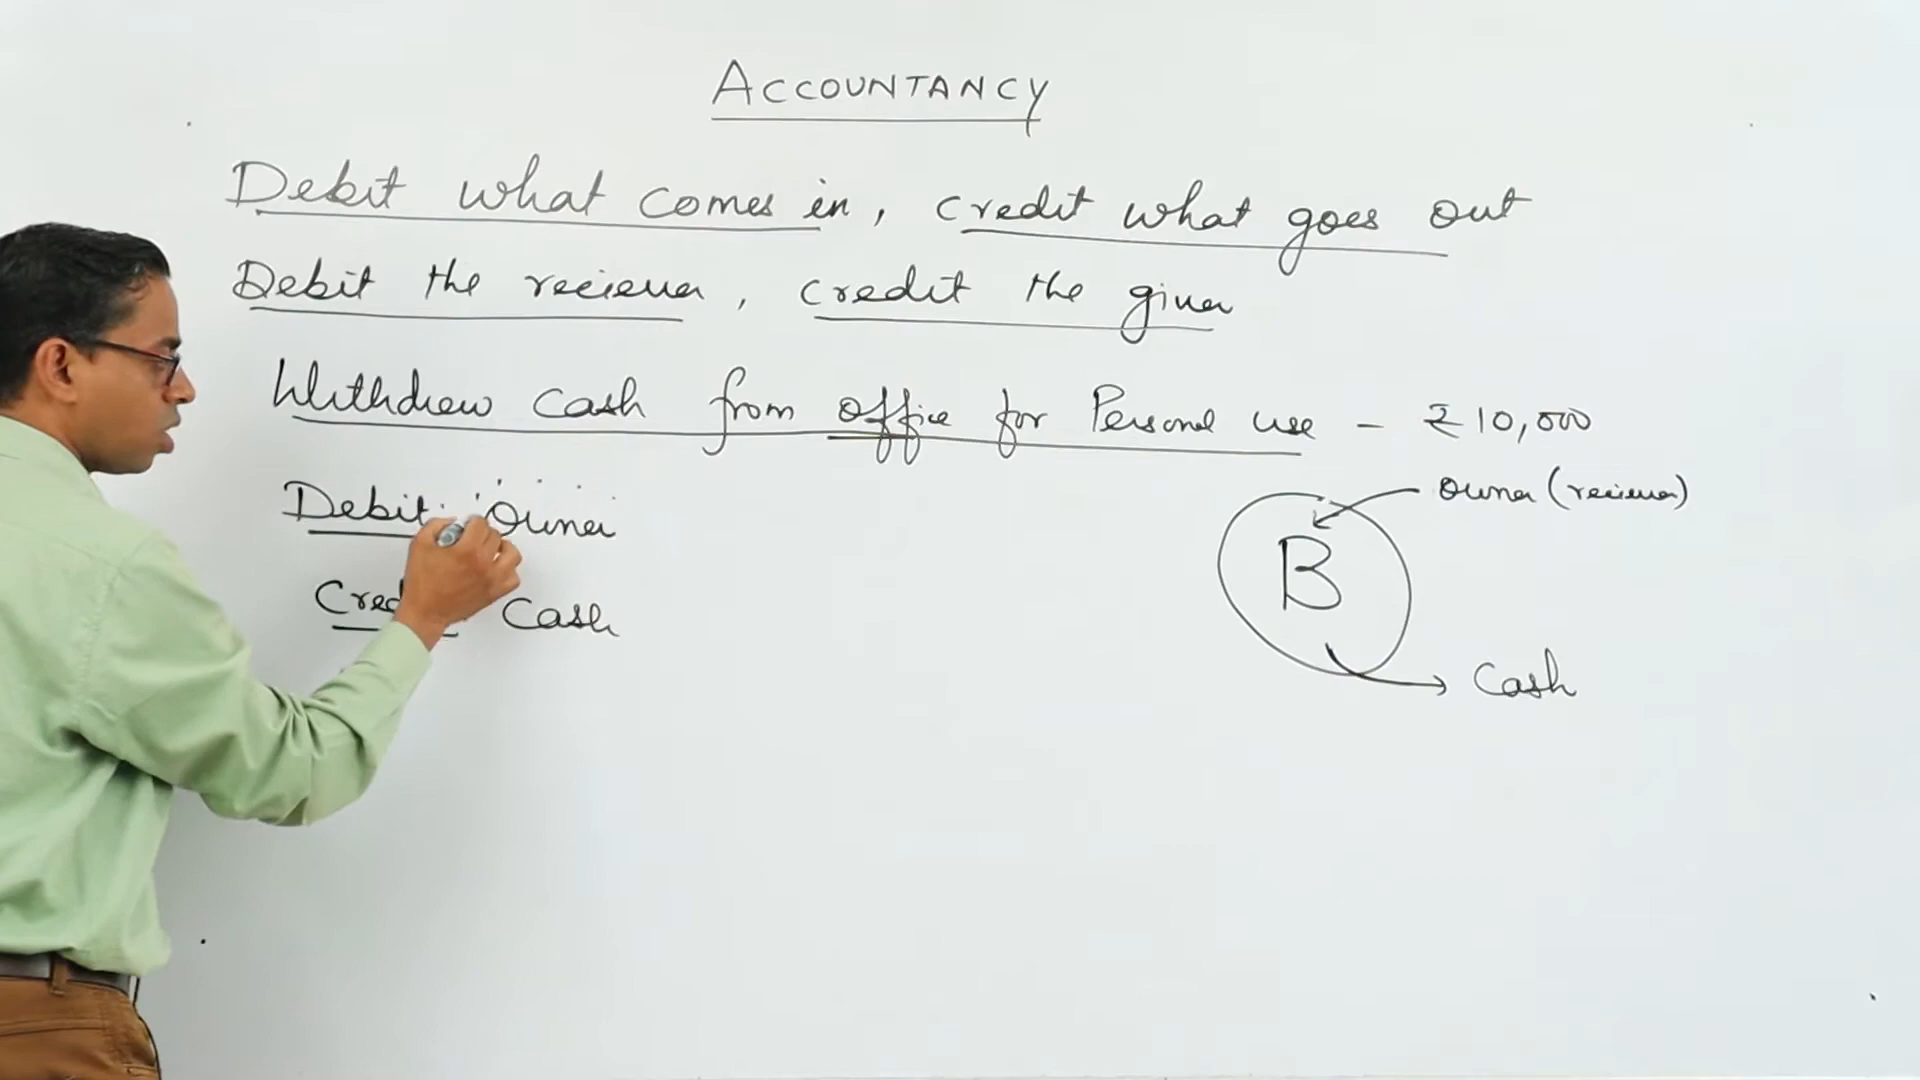 ACCOUNTANCY
Debit what comes in, credit what goes out
Debit the reciever, credit the giver
Withdrew cash from office for Personal use - ₹10,000
Owner (reciever)
Debit: Owner
B
Cash
Cash